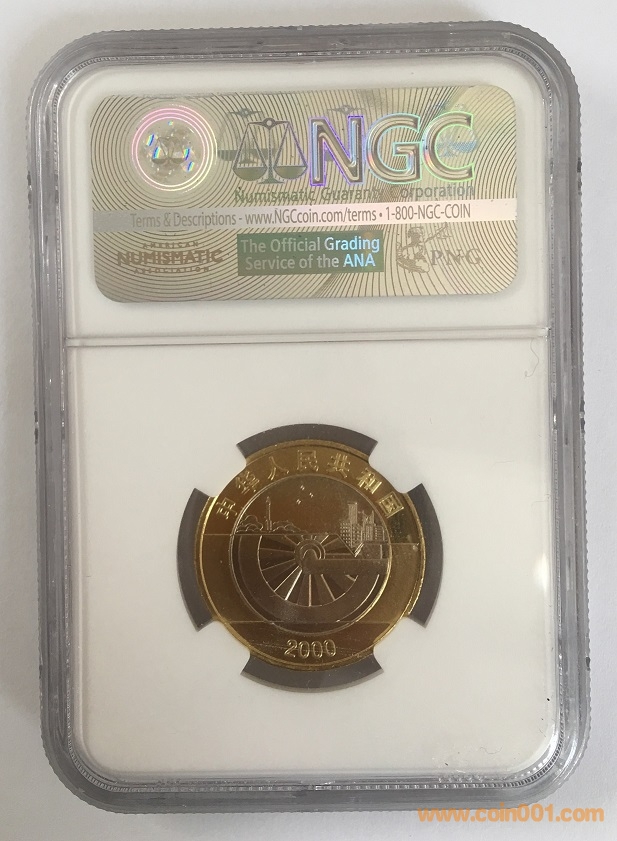 NGC
Numismatic Guaranty Corporation
Terms & Descriptions - www.NGCcoin.com/terms • 1-800-NGC-COIN
AMERICAN
NUMISMATIC
ASSOCIATION
The Official Grading
Service of the ANA
PNG
中华人民共和国
2000
www.coin001.com